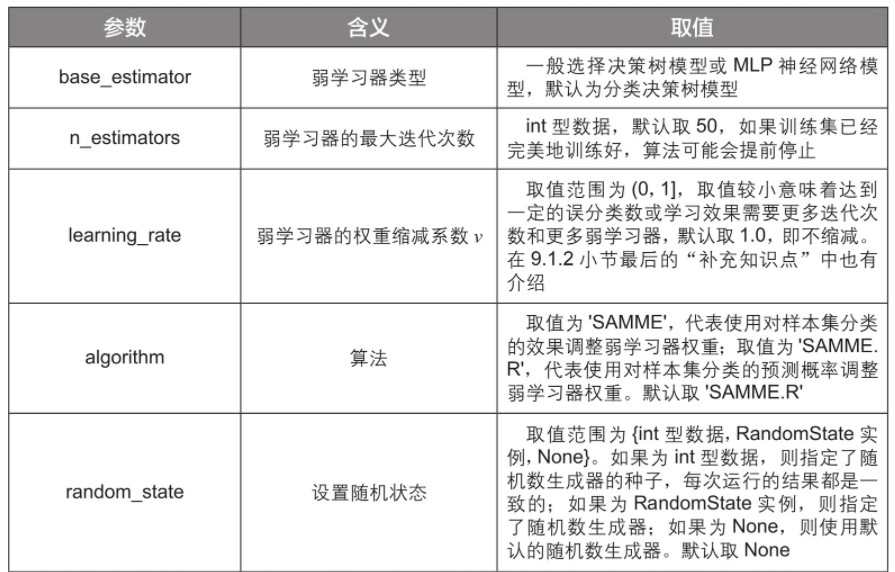 参数 含义 取值
base_estimator 弱学习器类型 一般选择决策树模型或 MLP 神经网络模
型，默认为分类决策树模型
n_estimators 弱学习器的最大迭代次数 int 型数据，默认取 50，如果训练集已经
完美地训练好，算法可能会提前停止
取值范围为 (0, 1]，取值较小意味着达到
一定的误分类数或学习效果需要更多迭代次
learning_rate 弱学习器的权重缩减系数 v 数和更多弱学习器，默认取 1.0，即不缩减。
在 9.1.2 小节最后的“补充知识点”中也有
介绍
取值为 'SAMME'，代表使用对样本集分类
的效果调整弱学习器权重；取值为 'SAMME.
algorithm 算法 R'，代表使用对样本集分类的预测概率调整
弱学习器权重。默认取 'SAMME.R'
取值范围为 {int 型数据, RandomState 实
例, None}。如果为 int 型数据，则指定了随
random_state 设置随机状态 机数生成器的种子，每次运行的结果都是一
致的；如果为 RandomState 实例，则指定
了随机数生成器；如果为 None，则使用默
认的随机数生成器。默认取 None